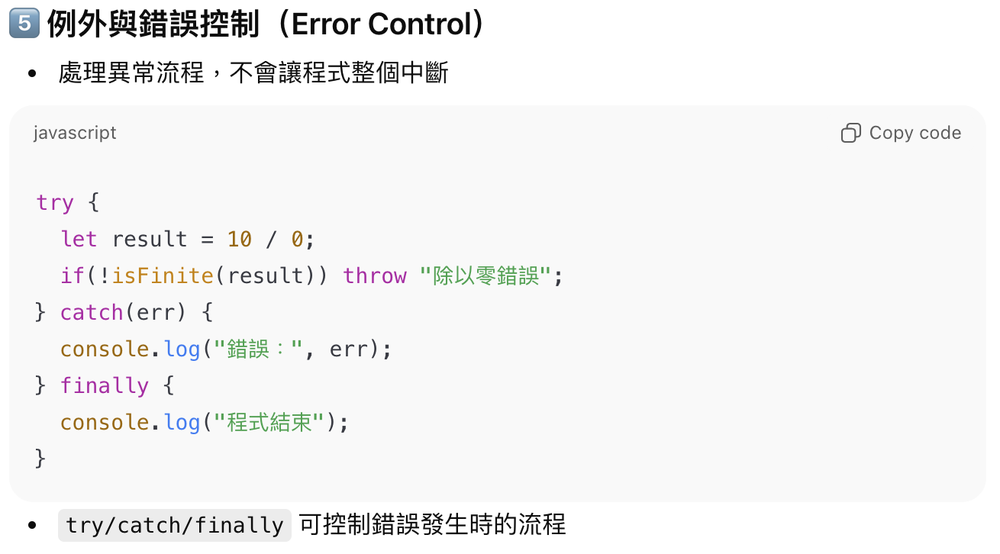 5 例外與錯誤控制（Error Control）
• 處理異常流程，不會讓程式整個中斷
javascript
Copy code
try {
  let result = 10 / 0;
  if(!isFinite(result)) throw "除以零錯誤";
} catch(err) {
  console.log("錯誤：", err);
} finally {
  console.log("程式結束");
}
• try/catch/finally 可控制錯誤發生時的流程